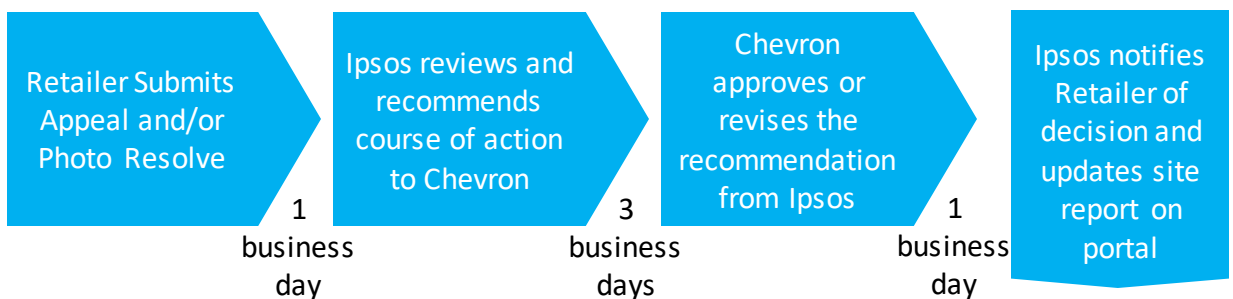 Retailer Submits
Appeal and/or
Photo Resolve
1
business
day
Ipsos reviews and
recommends
course of action
to Chevron
3
business
days
Chevron
approves or
revises the
recommendation
from Ipsos
1
business
day
Ipsos notifies
Retailer of
decision and
updates site
report on
portal